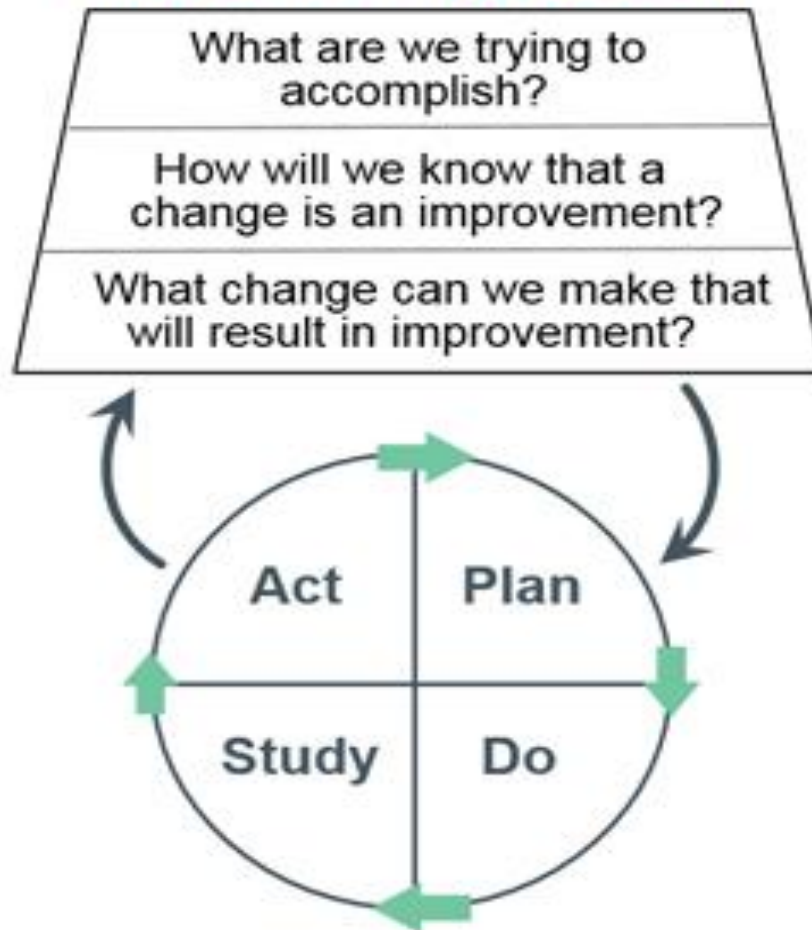 What are we trying to
accomplish?
How will we know that a
change is an improvement?
What change can we make that
will result in improvement?
Act
Plan
Study
Do